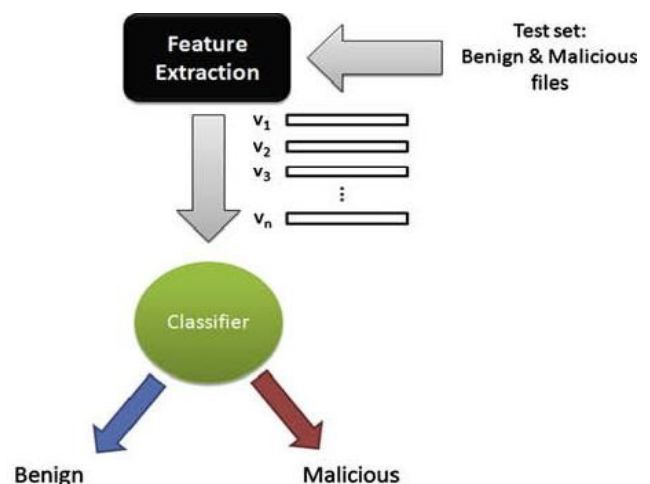 Feature
Extraction
Test set:
Benign & Malicious
files
v1
v2
v3
⋮
vn
Classifier
Benign
Malicious